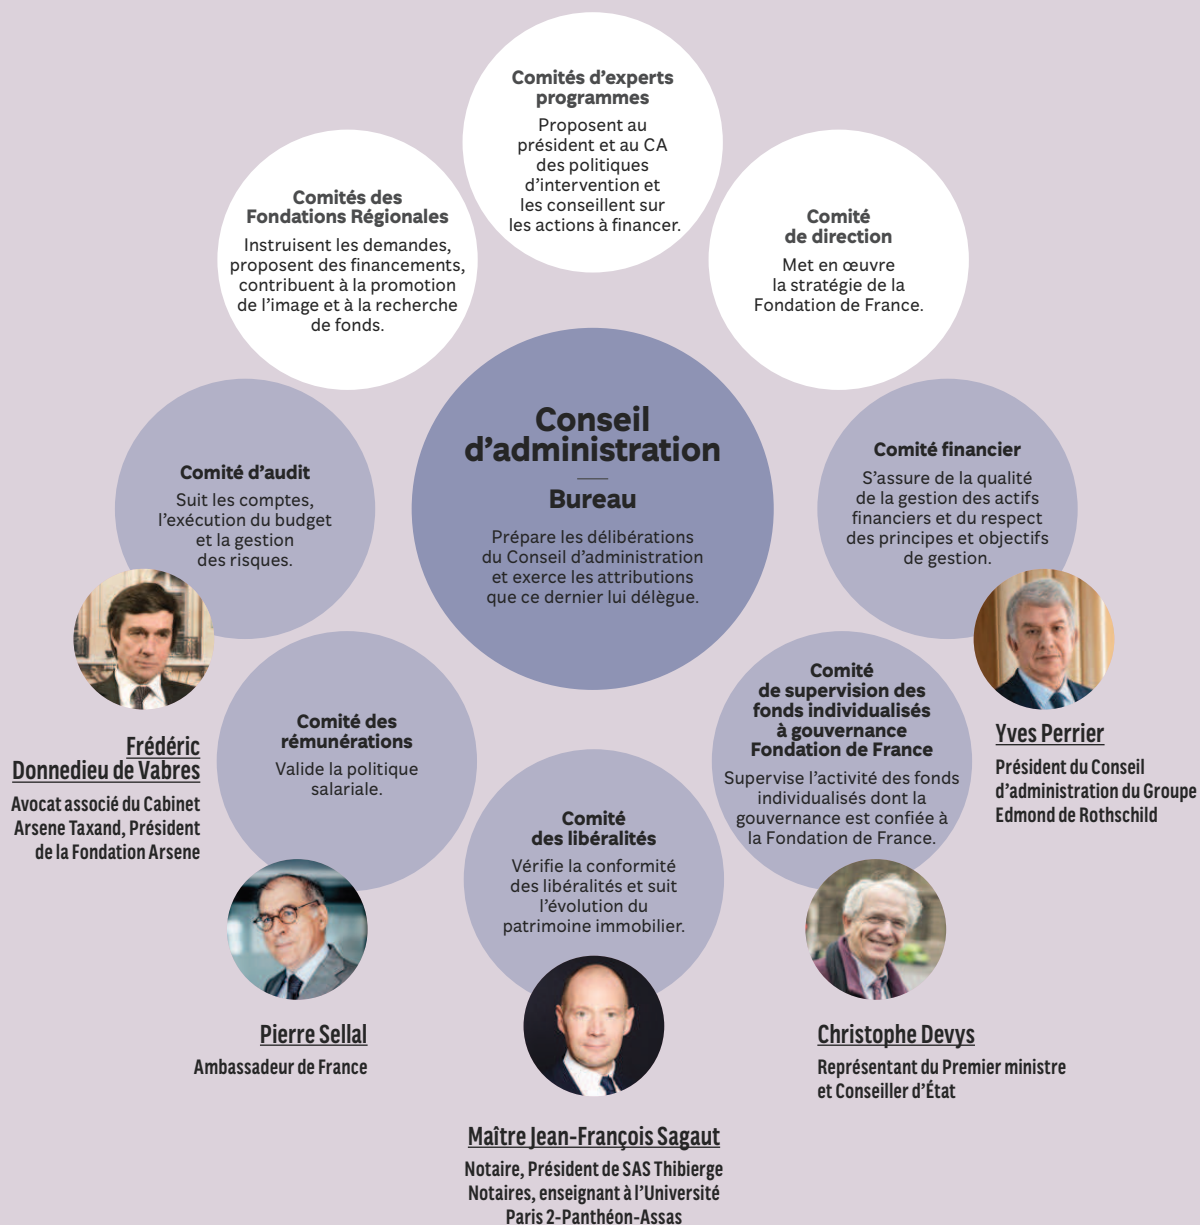 Comités d’experts
programmes
Proposent au
président et au CA
des politiques
d’intervention et
les conseillent sur
les actions à financer.
Comités des
Fondations Régionales
Instruisent les demandes,
proposent des financements,
contribuent à la promotion
de l’image et à la recherche
de fonds.
Comité
de direction
Met en œuvre
la stratégie de la
Fondation de France.
Conseil
d’administration
Bureau
Prépare les délibérations
du Conseil d’administration
et exerce les attributions
que ce dernier lui délègue.
Comité d’audit
Suit les comptes,
l’exécution du budget
et la gestion
des risques.
Frédéric
Donnedieu de Vabres
Avocat associé du Cabinet
Arsene Taxand, Président
de la Fondation Arsene
Comité financier
S’assure de la qualité
de la gestion des actifs
financiers et du respect
des principes et objectifs
de gestion.
Yves Perrier
Président du Conseil
d’administration du Groupe
Edmond de Rothschild
Comité des
rémunérations
Valide la politique
salariale.
Pierre Sellal
Ambassadeur de France
Comité
des libéralités
Vérifie la conformité
des libéralités et suit
l’évolution du
patrimoine immobilier.
Maître Jean-François Sagaut
Notaire, Président de SAS Thibierge
Notaires, enseignant à l’Université
Paris 2-Panthéon-Assas
Comité
de supervision des
fonds individualisés
à gouvernance
Fondation de France
Supervise l’activité des fonds
individualisés dont la
gouvernance est confiée à
la Fondation de France.
Christophe Devys
Représentant du Premier ministre
et Conseiller d’État